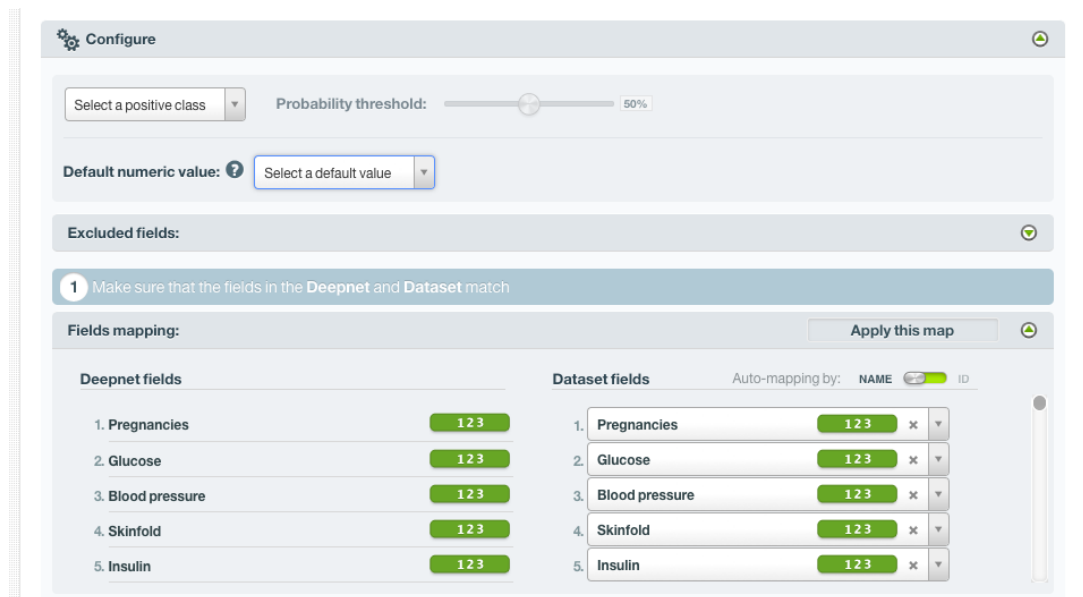 Configure
Select a positive class Probability threshold: 50%
Default numeric value: ? Select a default value
Excluded fields:
1 Make sure that the fields in the Deepnet and Dataset match
Fields mapping: Apply this map
Deepnet fields Dataset fields Auto-mapping by: NAME ID
1. Pregnancies 123 1. Pregnancies 123 ×
2. Glucose 123 2. Glucose 123 ×
3. Blood pressure 123 3. Blood pressure 123 ×
4. Skinfold 123 4. Skinfold 123 ×
5. Insulin 123 5. Insulin 123 ×